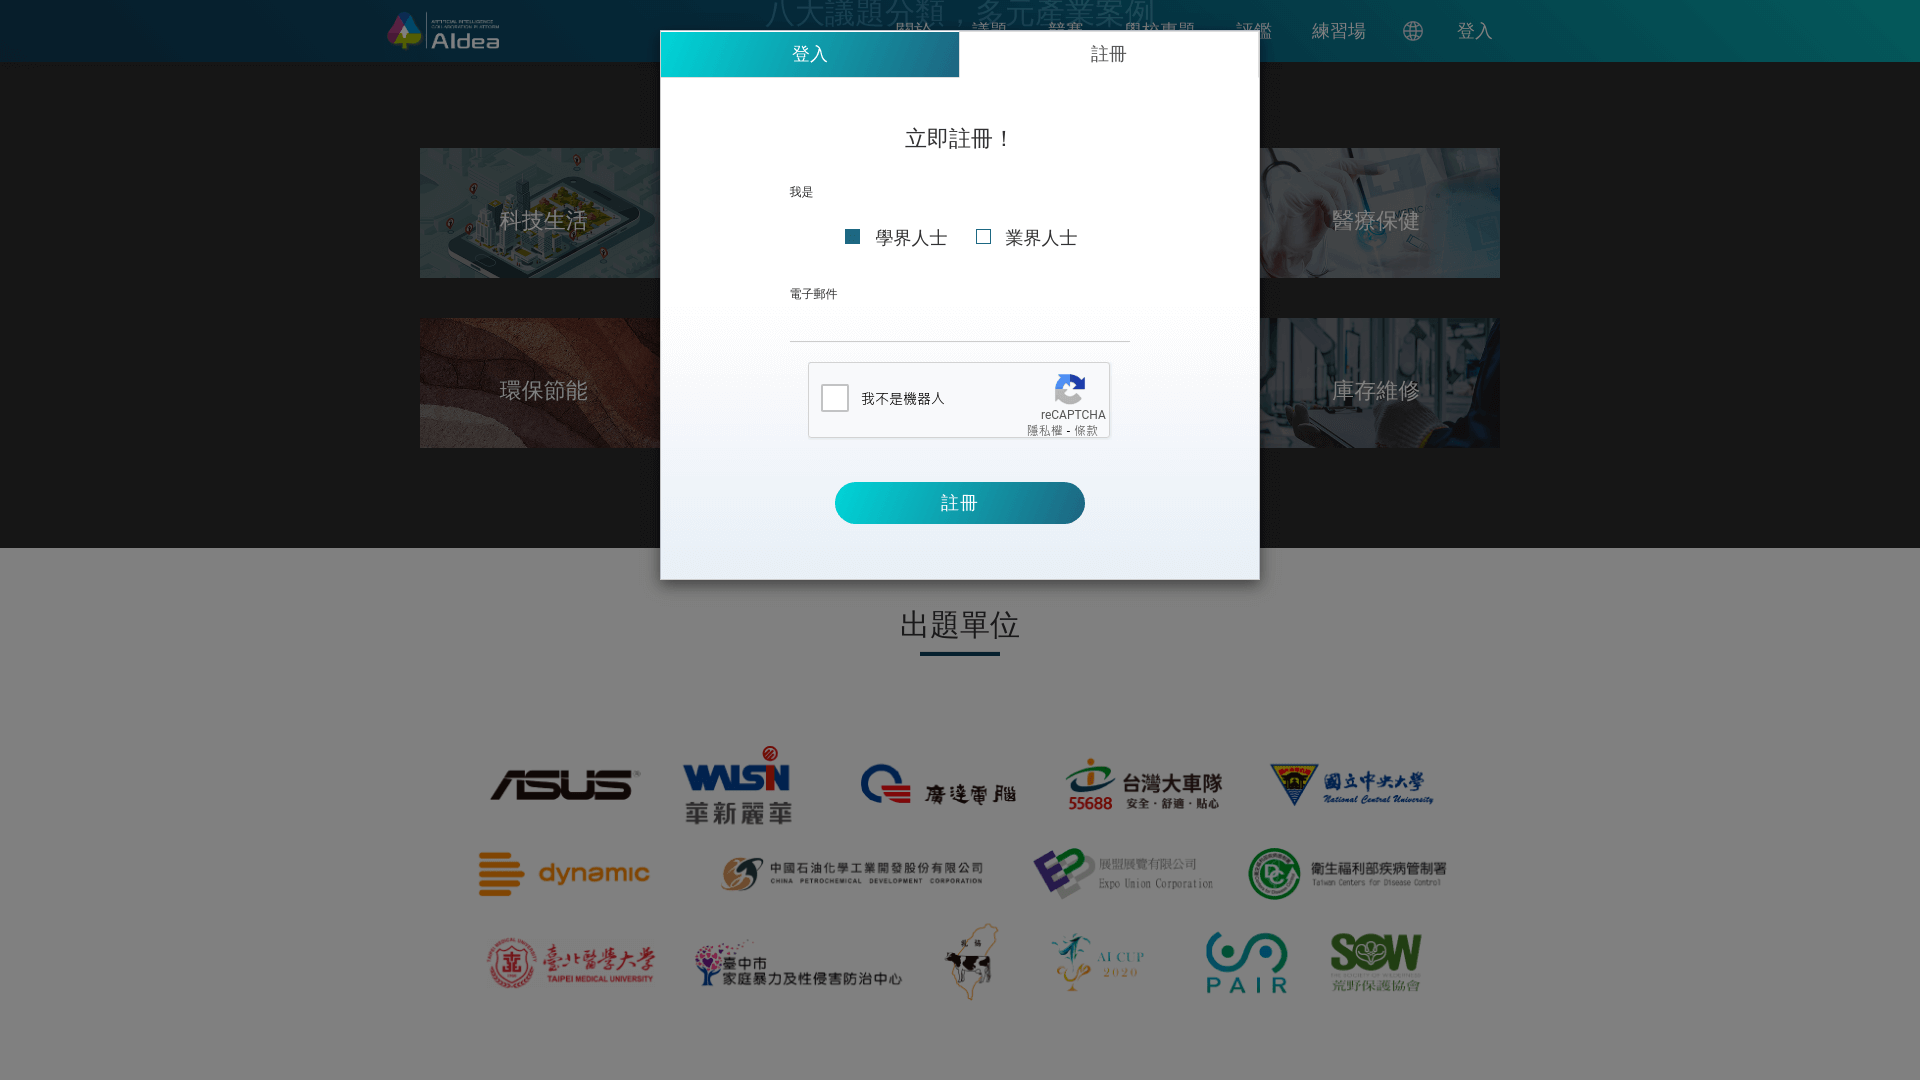 八大議題分類，多元產業案例
ARTIFICIAL INTELLIGENCE
COLLABORATION PLATFORM
AIdea
關於
議題
競賽
學校專題
評鑑
練習場
登入
登入
註冊
立即註冊！
我是
學界人士
業界人士
電子郵件
我不是機器人
reCAPTCHA
隱私權 - 條款
註冊
科技生活
醫療保健
環保節能
庫存維修
出題單位
ASUS
WALSIN
華新麗華
廣達電腦
台灣大車隊
55688 安全・舒適・貼心
國立中央大學
National Central University
dynamic
中國石油化學工業開發股份有限公司
CHINA PETROCHEMICAL DEVELOPMENT CORPORATION
展盟展覽有限公司
Expo Union Corporation
衛生福利部疾病管制署
Taiwan Centers for Disease Control
臺北醫學大學
TAIPEI MEDICAL UNIVERSITY
臺中市
家庭暴力及性侵害防治中心
AI CUP
2020
PAIR
SOW
THE SOCIETY OF WILDERNESS
荒野保護協會